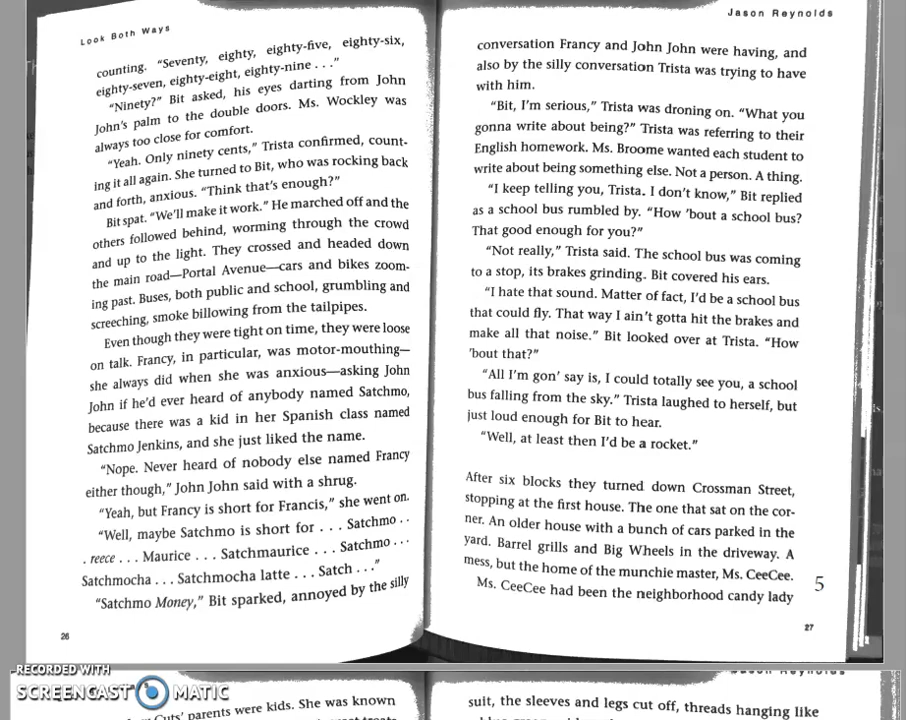 Look Both Ways
counting. “Seventy, eighty, eighty-five, eighty-six,
eighty-seven, eighty-eight, eighty-nine . . .”
“Ninety?” Bit asked, his eyes darting from John
John’s palm to the double doors. Ms. Wockley was
always too close for comfort.
“Yeah. Only ninety cents,” Trista confirmed, count-
ing it all again. She turned to Bit, who was rocking back
and forth, anxious. “Think that’s enough?”
Bit spat. “We’ll make it work.” He marched off and the
others followed behind, worming through the crowd
and up to the light. They crossed and headed down
the main road—Portal Avenue—cars and bikes zoom-
ing past. Buses, both public and school, grumbling and
screeching, smoke billowing from the tailpipes.
Even though they were tight on time, they were loose
on talk. Francy, in particular, was motor-mouthing—
she always did when she was anxious—asking John
John if he’d ever heard of anybody named Satchmo,
because there was a kid in her Spanish class named
Satchmo Jenkins, and she just liked the name.
“Nope. Never heard of nobody else named Francy
either though,” John John said with a shrug.
“Yeah, but Francy is short for Francis,” she went on.
“Well, maybe Satchmo is short for . . . Satchmo . .
. reece . . . Maurice . . . Satchmaurice . . . Satchmo . . .
Satchmocha . . . Satchmocha latte . . . Satch . . .”
“Satchmo Money,” Bit sparked, annoyed by the silly
26
Jason Reynolds
conversation Francy and John John were having, and
also by the silly conversation Trista was trying to have
with him.
“Bit, I’m serious,” Trista was droning on. “What you
gonna write about being?” Trista was referring to their
English homework. Ms. Broome wanted each student to
write about being something else. Not a person. A thing.
“I keep telling you, Trista. I don’t know,” Bit replied
as a school bus rumbled by. “How ’bout a school bus?
That good enough for you?”
“Not really,” Trista said. The school bus was coming
to a stop, its brakes grinding. Bit covered his ears.
“I hate that sound. Matter of fact, I’d be a school bus
that could fly. That way I ain’t gotta hit the brakes and
make all that noise.” Bit looked over at Trista. “How
’bout that?”
“All I’m gon’ say is, I could totally see you, a school
bus falling from the sky.” Trista laughed to herself, but
just loud enough for Bit to hear.
“Well, at least then I’d be a rocket.”
After six blocks they turned down Crossman Street,
stopping at the first house. The one that sat on the cor-
ner. An older house with a bunch of cars parked in the
yard. Barrel grills and Big Wheels in the driveway. A
mess, but the home of the munchie master, Ms. CeeCee.
Ms. CeeCee had been the neighborhood candy lady
5
27
RECORDED WITH
SCREENCAST MATIC
Cuts’ parents were kids. She was known
Jason Reynolds
suit, the sleeves and legs cut off, threads hanging like